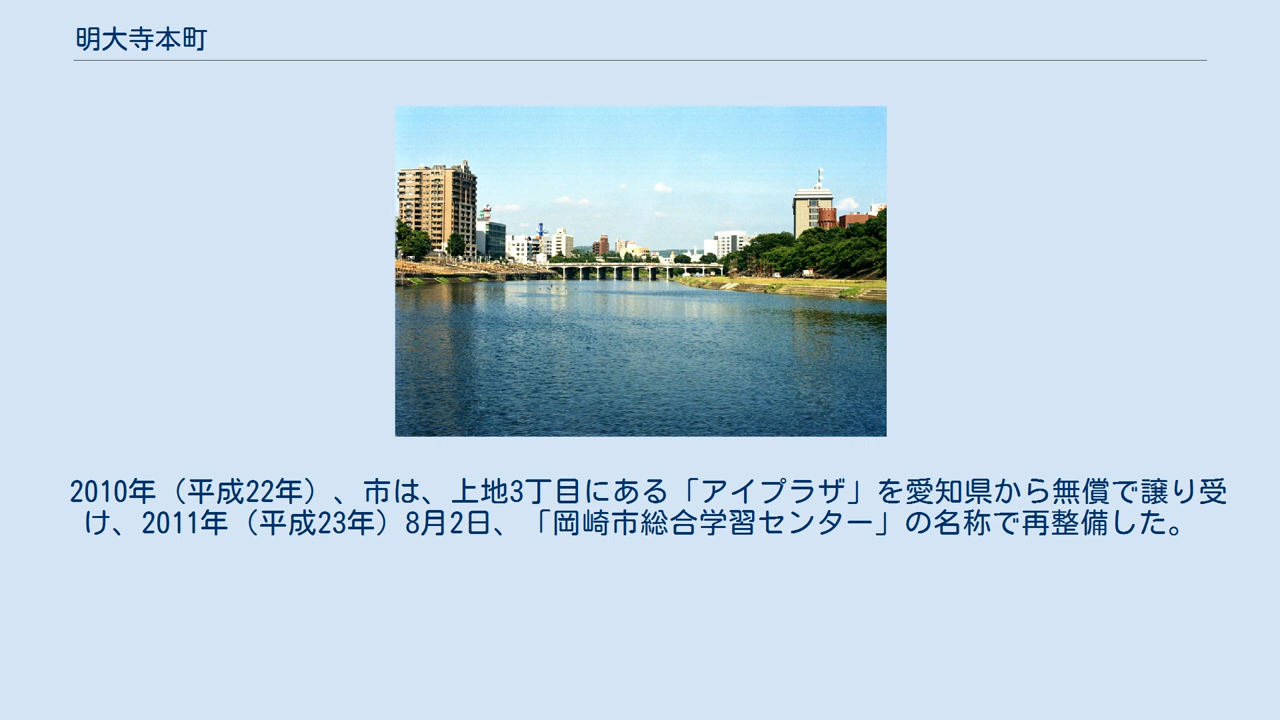 明大寺本町
2010年（平成22年）、市は、上地3丁目にある「アイプラザ」を愛知県から無償で譲り受
け、2011年（平成23年）8月2日、「岡崎市総合学習センター」の名称で再整備した。